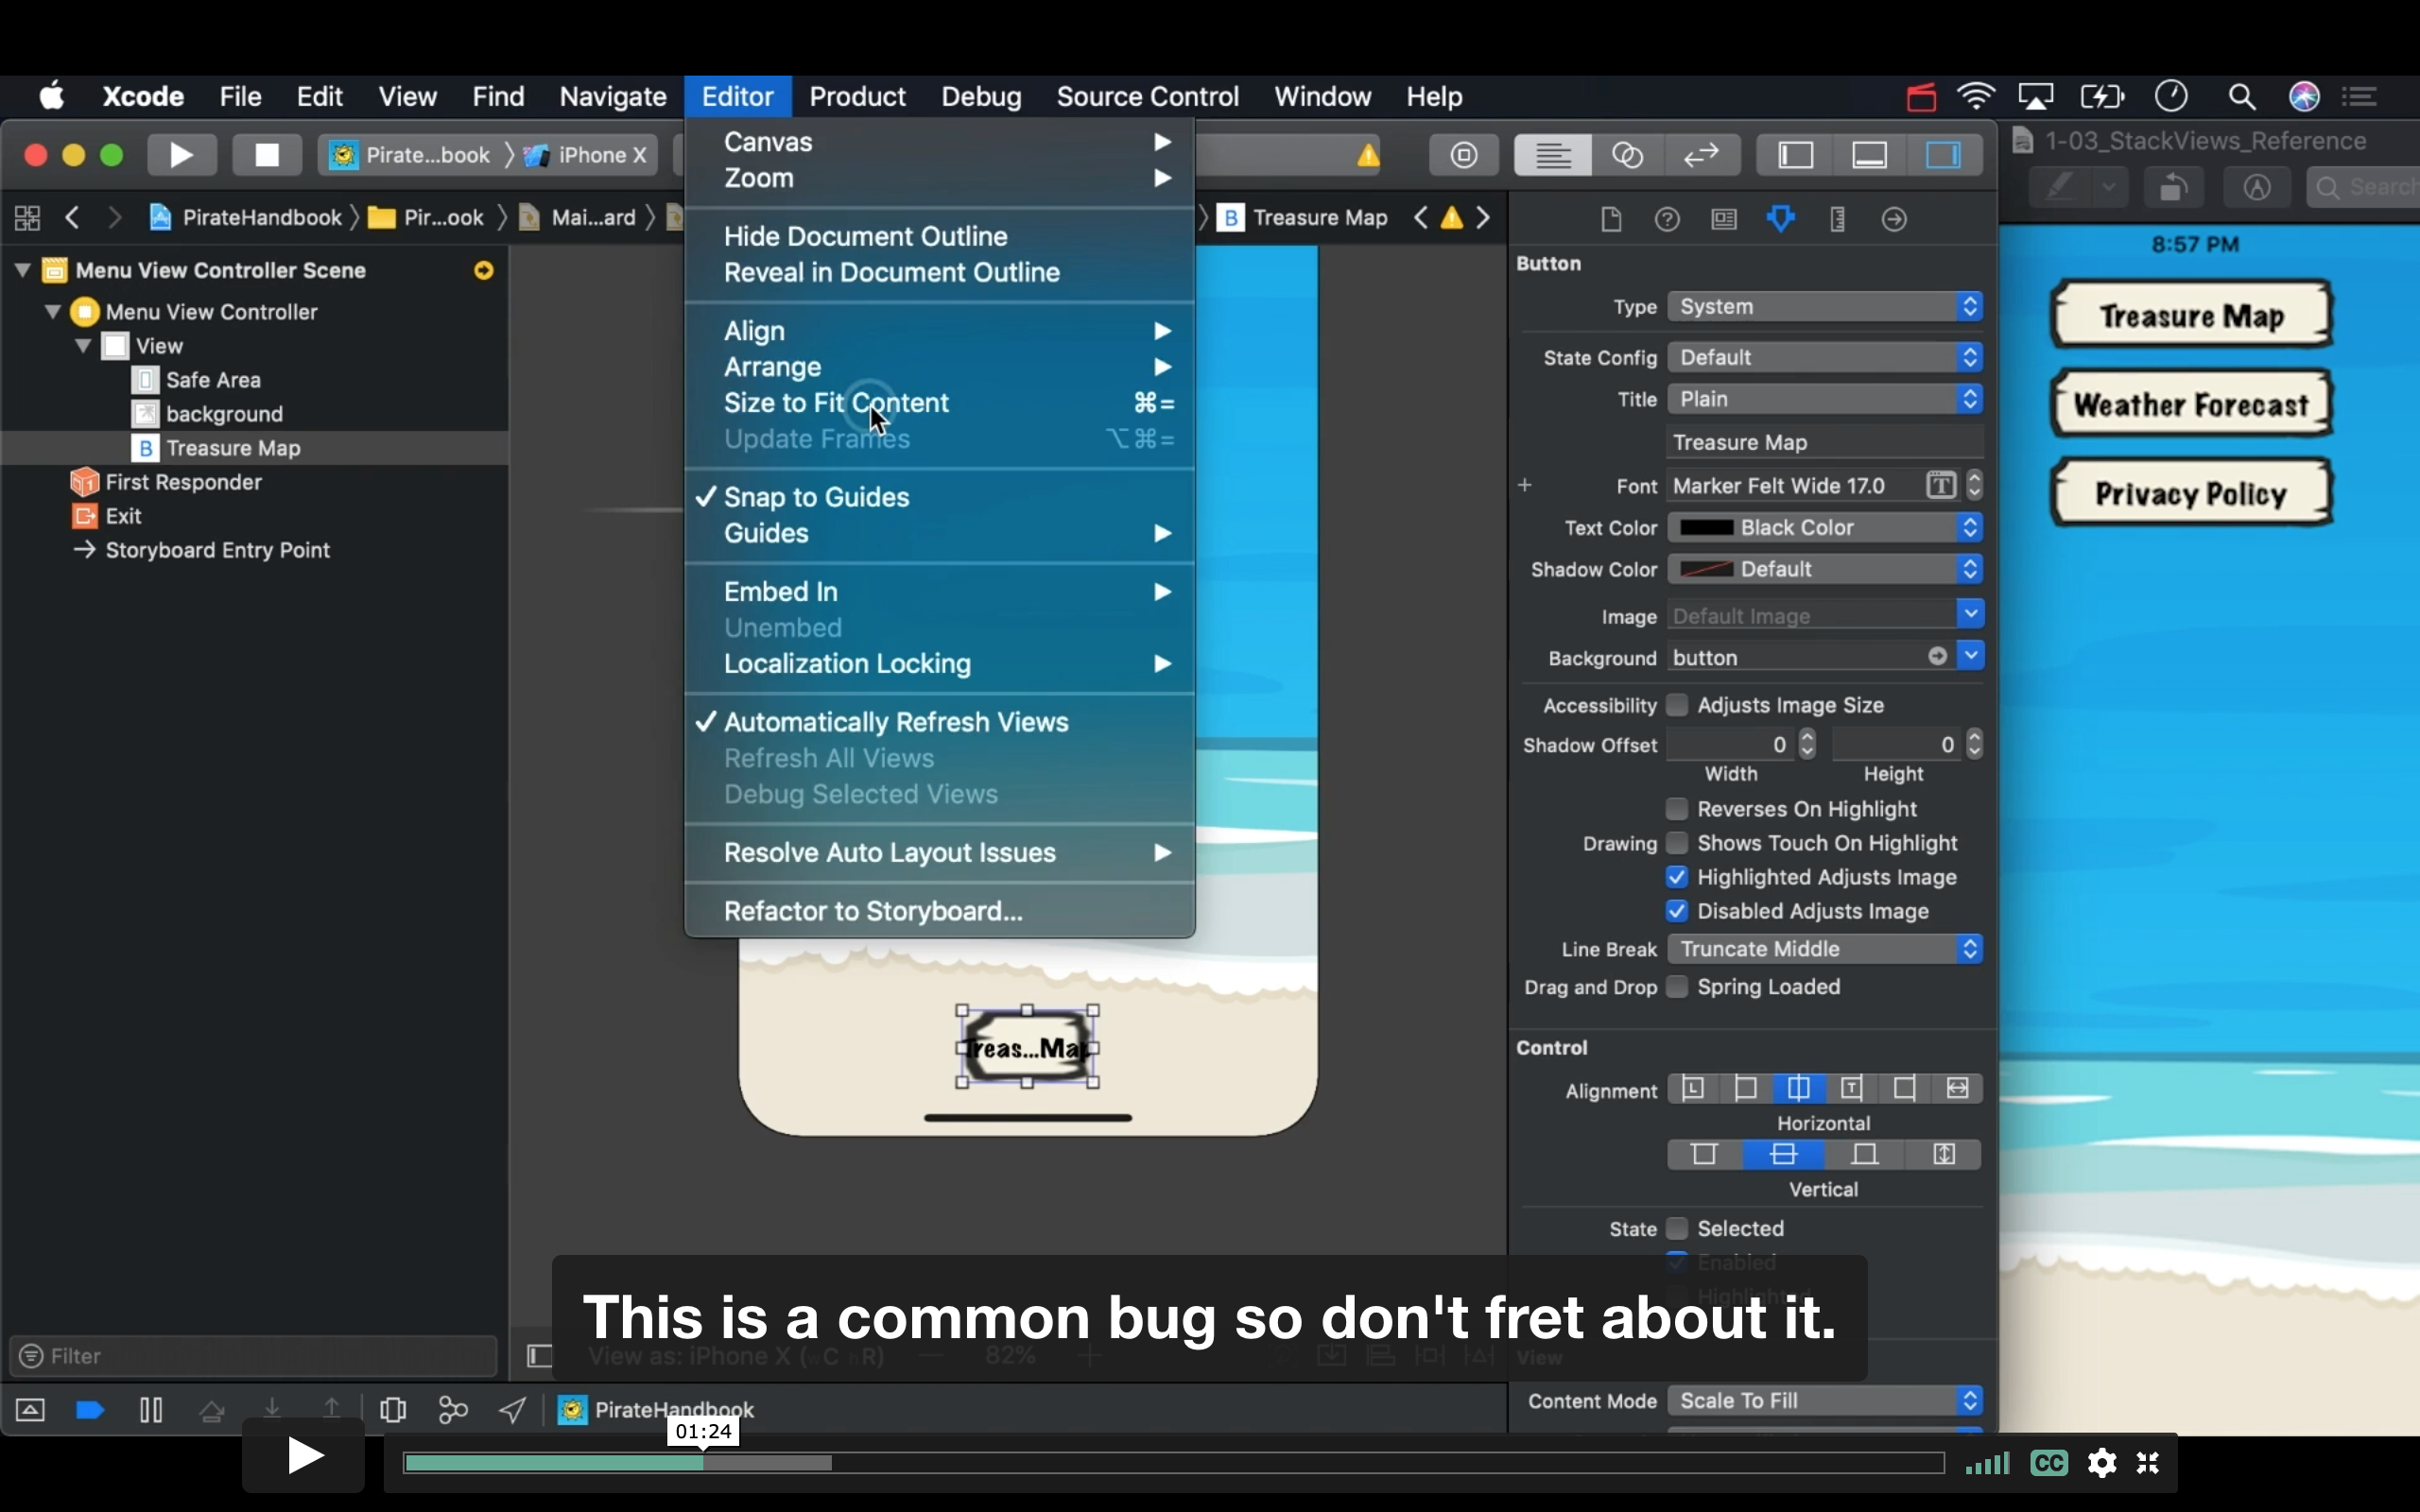 Xcode File Edit View Find Navigate Editor Product Debug Source Control Window Help
Pirate...book iPhone X
1-03_StackViews_Reference
Search
PirateHandbook Pir...ook Mai...ard B Treasure Map
Menu View Controller Scene
Menu View Controller
View
Safe Area
background
B Treasure Map
First Responder
Exit
Storyboard Entry Point
Filter
Canvas
Zoom
Hide Document Outline
Reveal in Document Outline
Align
Arrange
Size to Fit Content ⌘=
Update Frames ⌥⌘=
✓ Snap to Guides
Guides
Embed In
Unembed
Localization Locking
✓ Automatically Refresh Views
Refresh All Views
Debug Selected Views
Resolve Auto Layout Issues
Refactor to Storyboard...
Treas...Map
View as: iPhone X (wC hR) — 82% +
Button
Type System
State Config Default
Title Plain
Treasure Map
+ Font Marker Felt Wide 17.0 T
Text Color Black Color
Shadow Color Default
Image Default Image
Background button
Accessibility Adjusts Image Size
Shadow Offset 0 0
Width Height
Reverses On Highlight
Drawing Shows Touch On Highlight
Highlighted Adjusts Image
Disabled Adjusts Image
Line Break Truncate Middle
Drag and Drop Spring Loaded
Control
Alignment L T
Horizontal
Vertical
State Selected
Enabled
Highlighted
View
Content Mode Scale To Fill
8:57 PM
Treasure Map
Weather Forecast
Privacy Policy
This is a common bug so don't fret about it.
PirateHandbook
01:24
CC